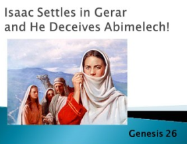 Isaac Settles in Gerar
and He Deceives Abimelech!
Genesis 26